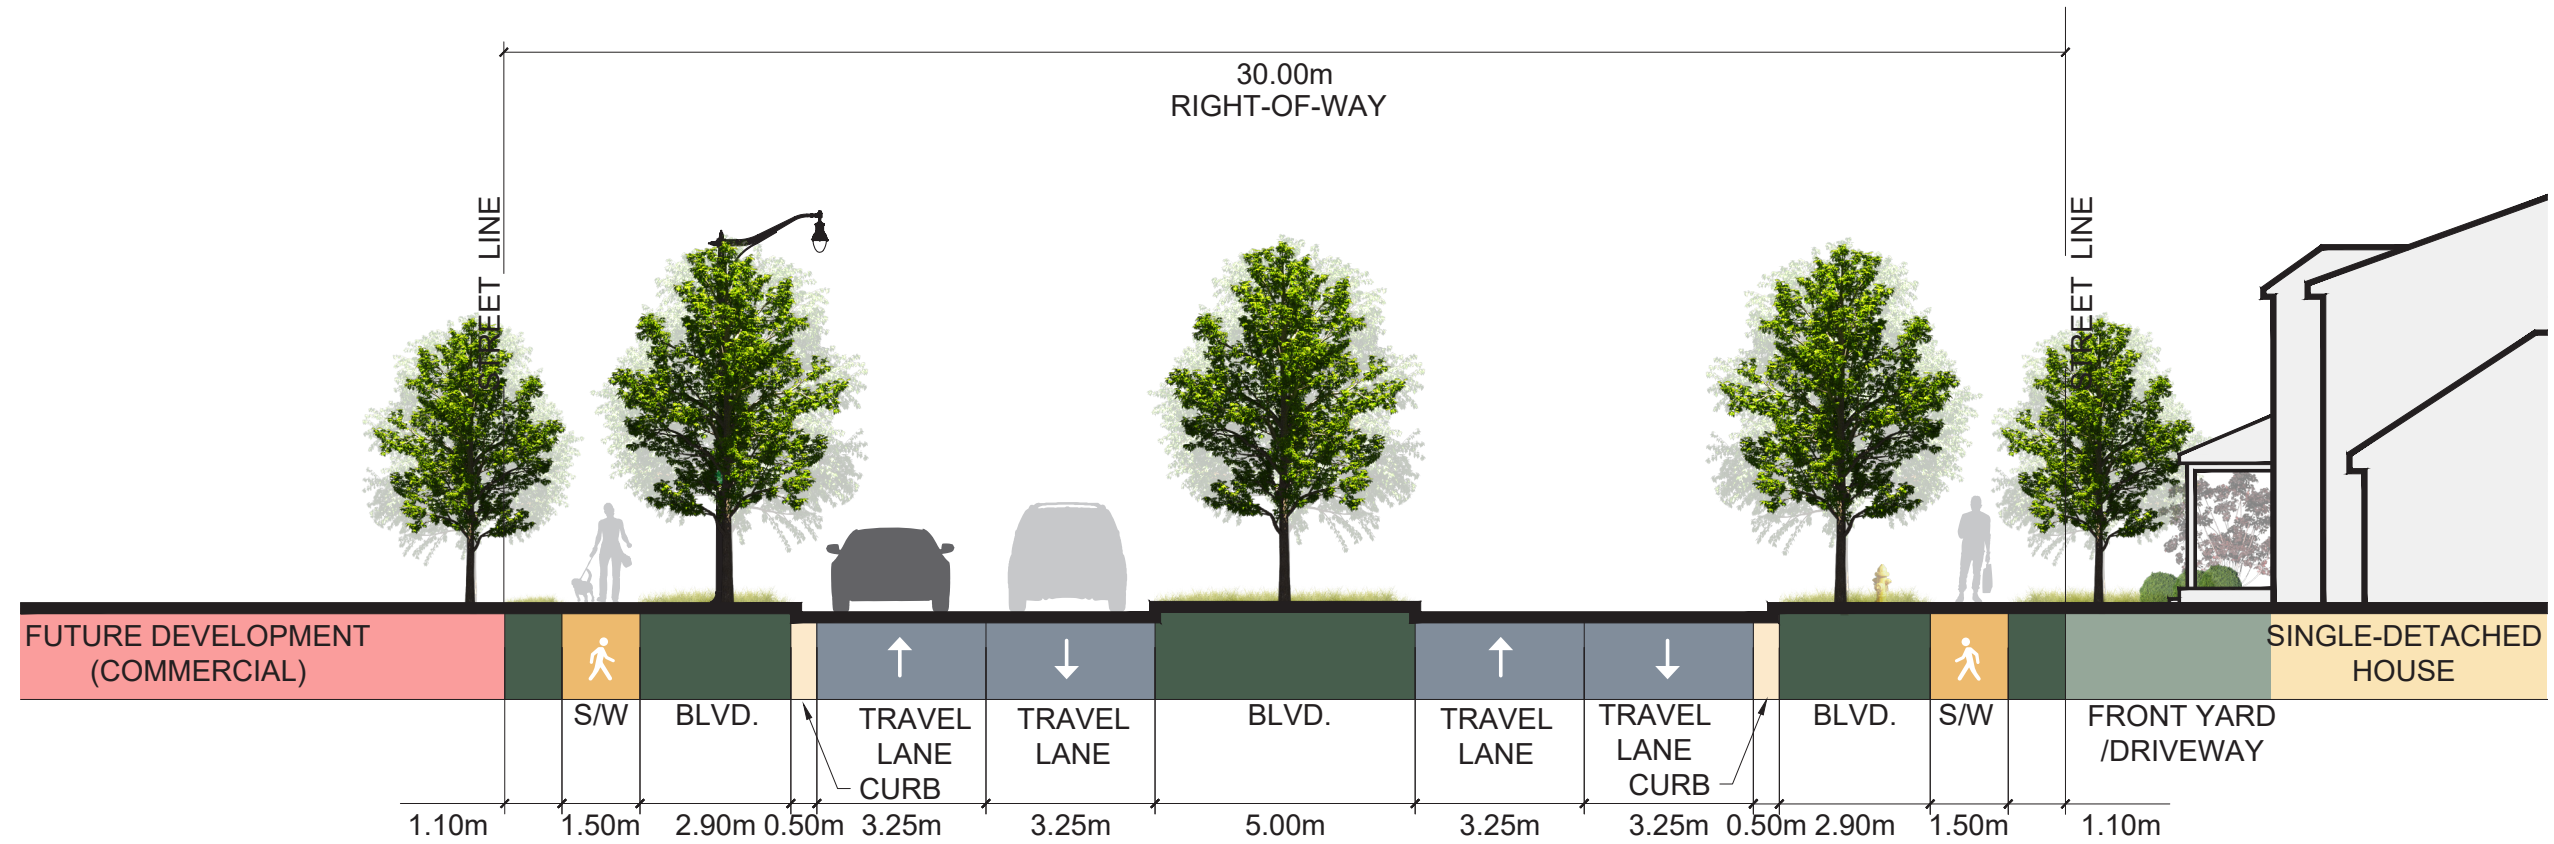 30.00m
RIGHT-OF-WAY
STREET LINE
STREET LINE
FUTURE DEVELOPMENT
(COMMERCIAL)
SINGLE-DETACHED
HOUSE
S/W
BLVD.
TRAVEL
LANE
CURB
TRAVEL
LANE
BLVD.
TRAVEL
LANE
TRAVEL
LANE
CURB
BLVD.
S/W
FRONT YARD
/DRIVEWAY
1.10m 1.50m 2.90m 0.50m 3.25m 3.25m 5.00m 3.25m 3.25m 0.50m 2.90m 1.50m 1.10m